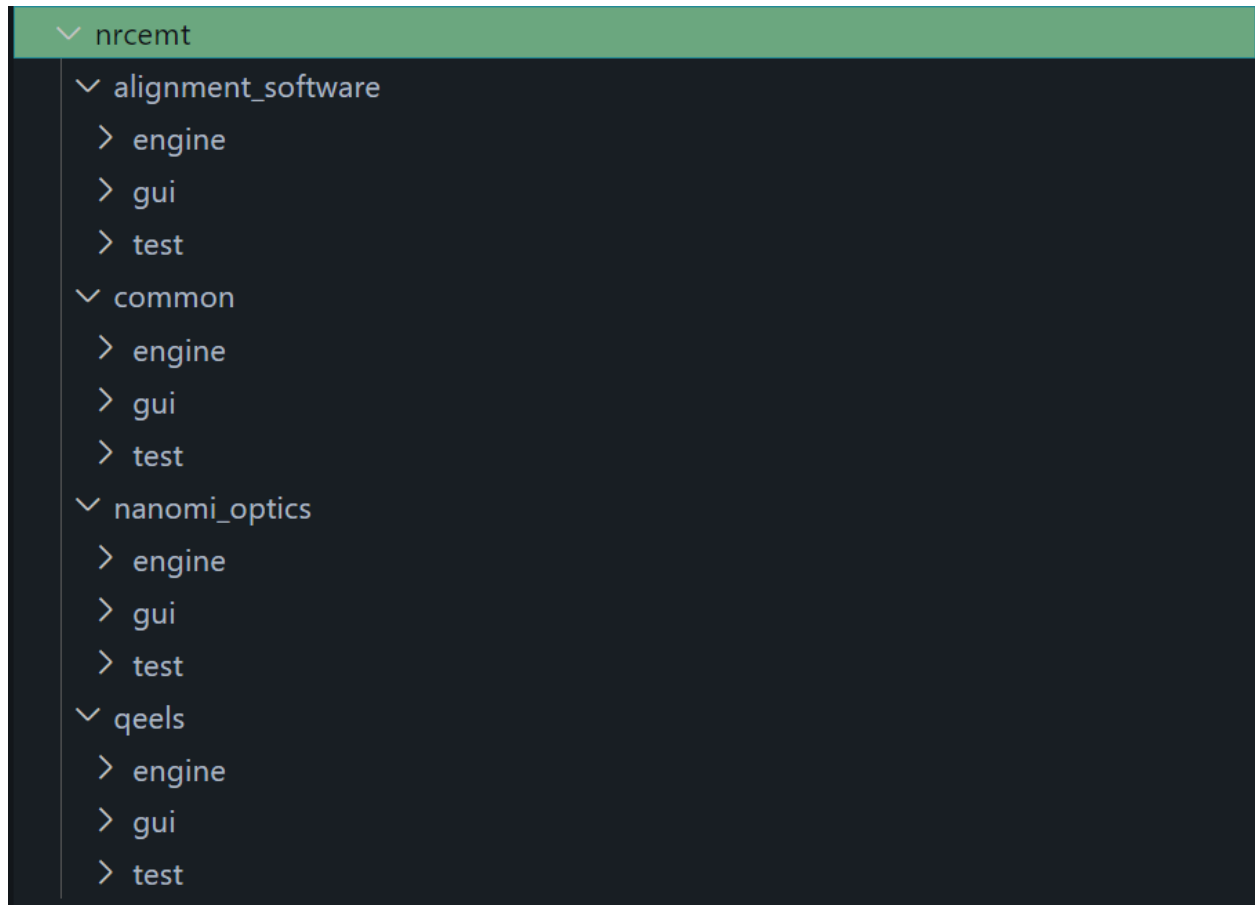 nrcemt
alignment_software
engine
gui
test
common
engine
gui
test
nanomi_optics
engine
gui
test
qeels
engine
gui
test